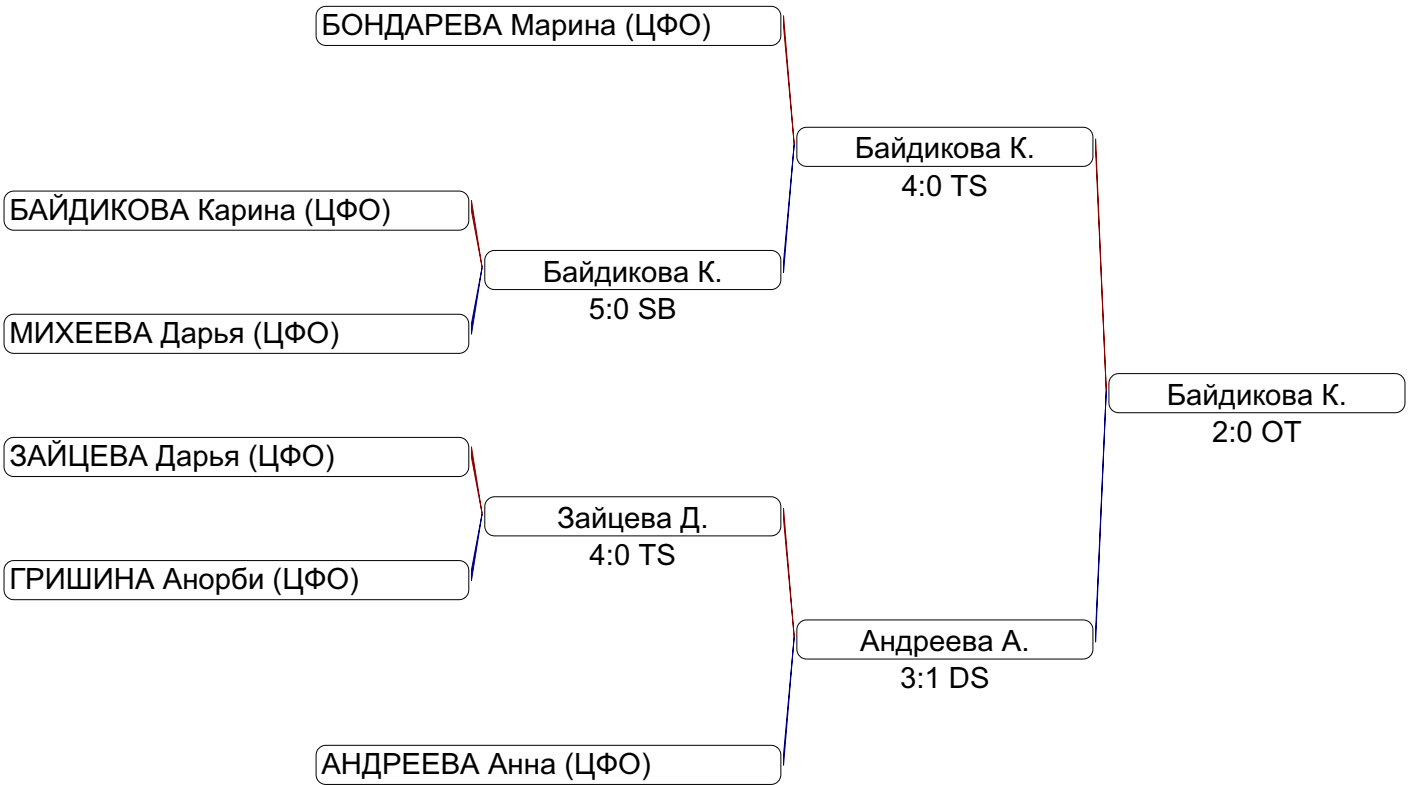 БОНДАРЕВА Марина (ЦФО)
Байдикова К.
4:0 TS
БАЙДИКОВА Карина (ЦФО)
Байдикова К.
5:0 SB
МИХЕЕВА Дарья (ЦФО)
Байдикова К.
2:0 OT
ЗАЙЦЕВА Дарья (ЦФО)
Зайцева Д.
4:0 TS
ГРИШИНА Анорби (ЦФО)
Андреева А.
3:1 DS
АНДРЕЕВА Анна (ЦФО)